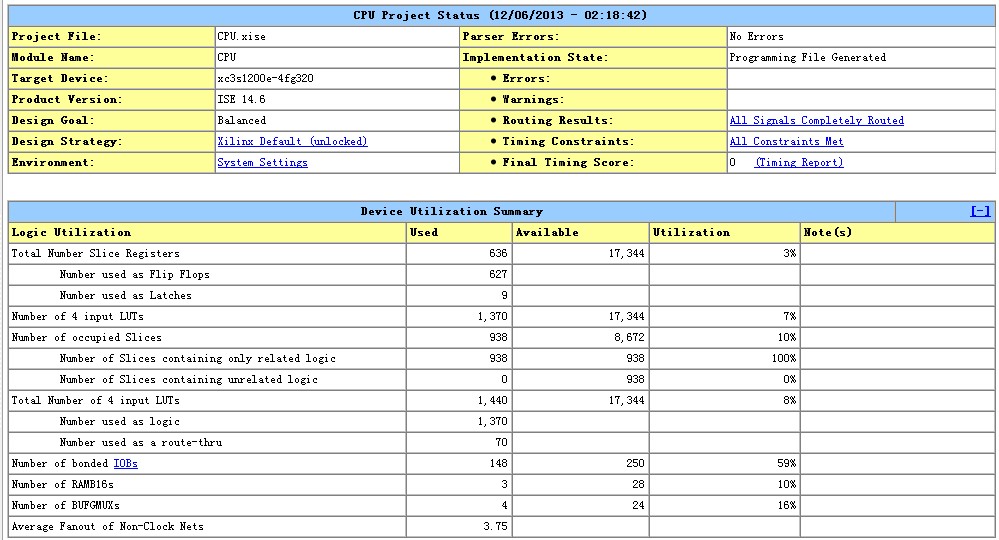 CPU Project Status (12/06/2013 - 02:18:42)
Project File: CPU.xise Parser Errors: No Errors
Module Name: CPU Implementation State: Programming File Generated
Target Device: xc3s1200e-4fg320 • Errors:
Product Version: ISE 14.6 • Warnings:
Design Goal: Balanced • Routing Results: All Signals Completely Routed
Design Strategy: Xilinx Default (unlocked) • Timing Constraints: All Constraints Met
Environment: System Settings • Final Timing Score: 0 (Timing Report)
Device Utilization Summary [-]
Logic Utilization Used Available Utilization Note(s)
Total Number Slice Registers 636 17,344 3%
Number used as Flip Flops 627
Number used as Latches 9
Number of 4 input LUTs 1,370 17,344 7%
Number of occupied Slices 938 8,672 10%
Number of Slices containing only related logic 938 938 100%
Number of Slices containing unrelated logic 0 938 0%
Total Number of 4 input LUTs 1,440 17,344 8%
Number used as logic 1,370
Number used as a route-thru 70
Number of bonded IOBs 148 250 59%
Number of RAMB16s 3 28 10%
Number of BUFGMUXs 4 24 16%
Average Fanout of Non-Clock Nets 3.75